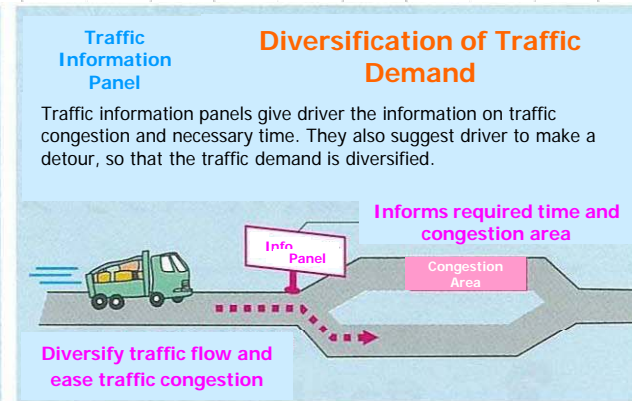 Traffic
Information
Panel
Diversification of Traffic
Demand
Traffic information panels give driver the information on traffic
congestion and necessary time. They also suggest driver to make a
detour, so that the traffic demand is diversified.
Informs required time and
congestion area
Info
Panel
Congestion
Area
Diversify traffic flow and
ease traffic congestion